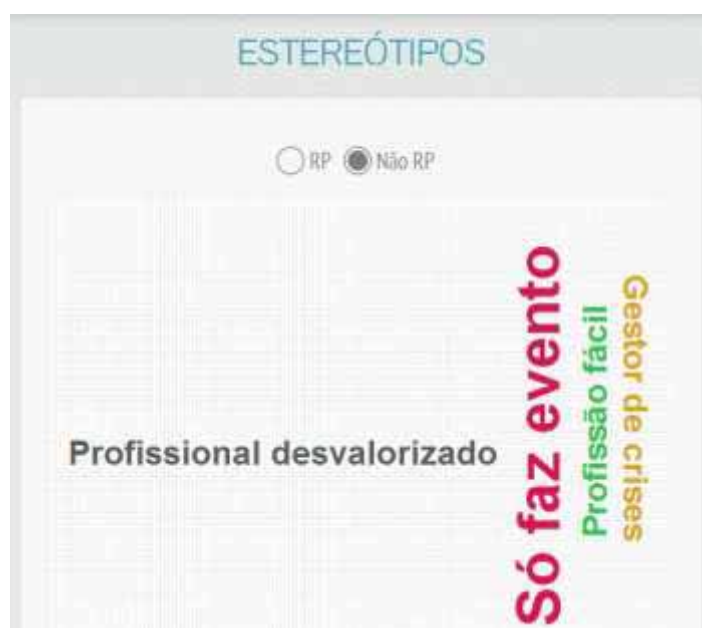 ESTEREÓTIPOS
RP Não RP
Profissional desvalorizado
Só faz evento
Profissão fácil
Gestor de crises